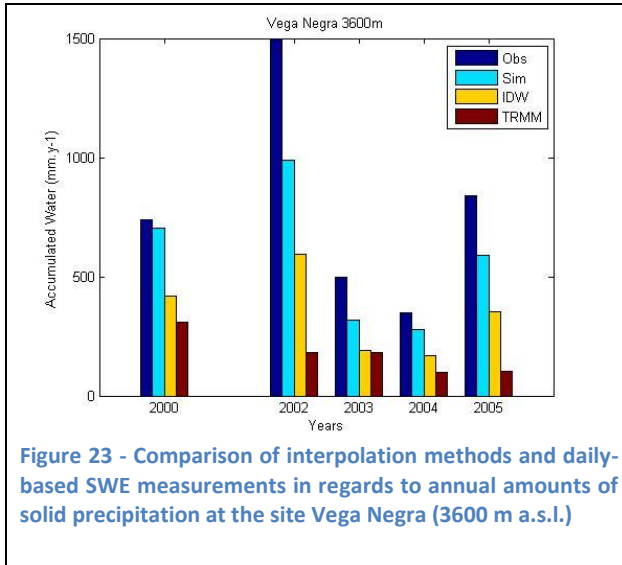 Vega Negra 3600m
1500
1000
500
0
Accumulated Water (mm.y-1)
Obs
Sim
IDW
TRMM
2000
2002
2003
2004
2005
Years
Figure 23 - Comparison of interpolation methods and daily-
based SWE measurements in regards to annual amounts of
solid precipitation at the site Vega Negra (3600 m a.s.l.)